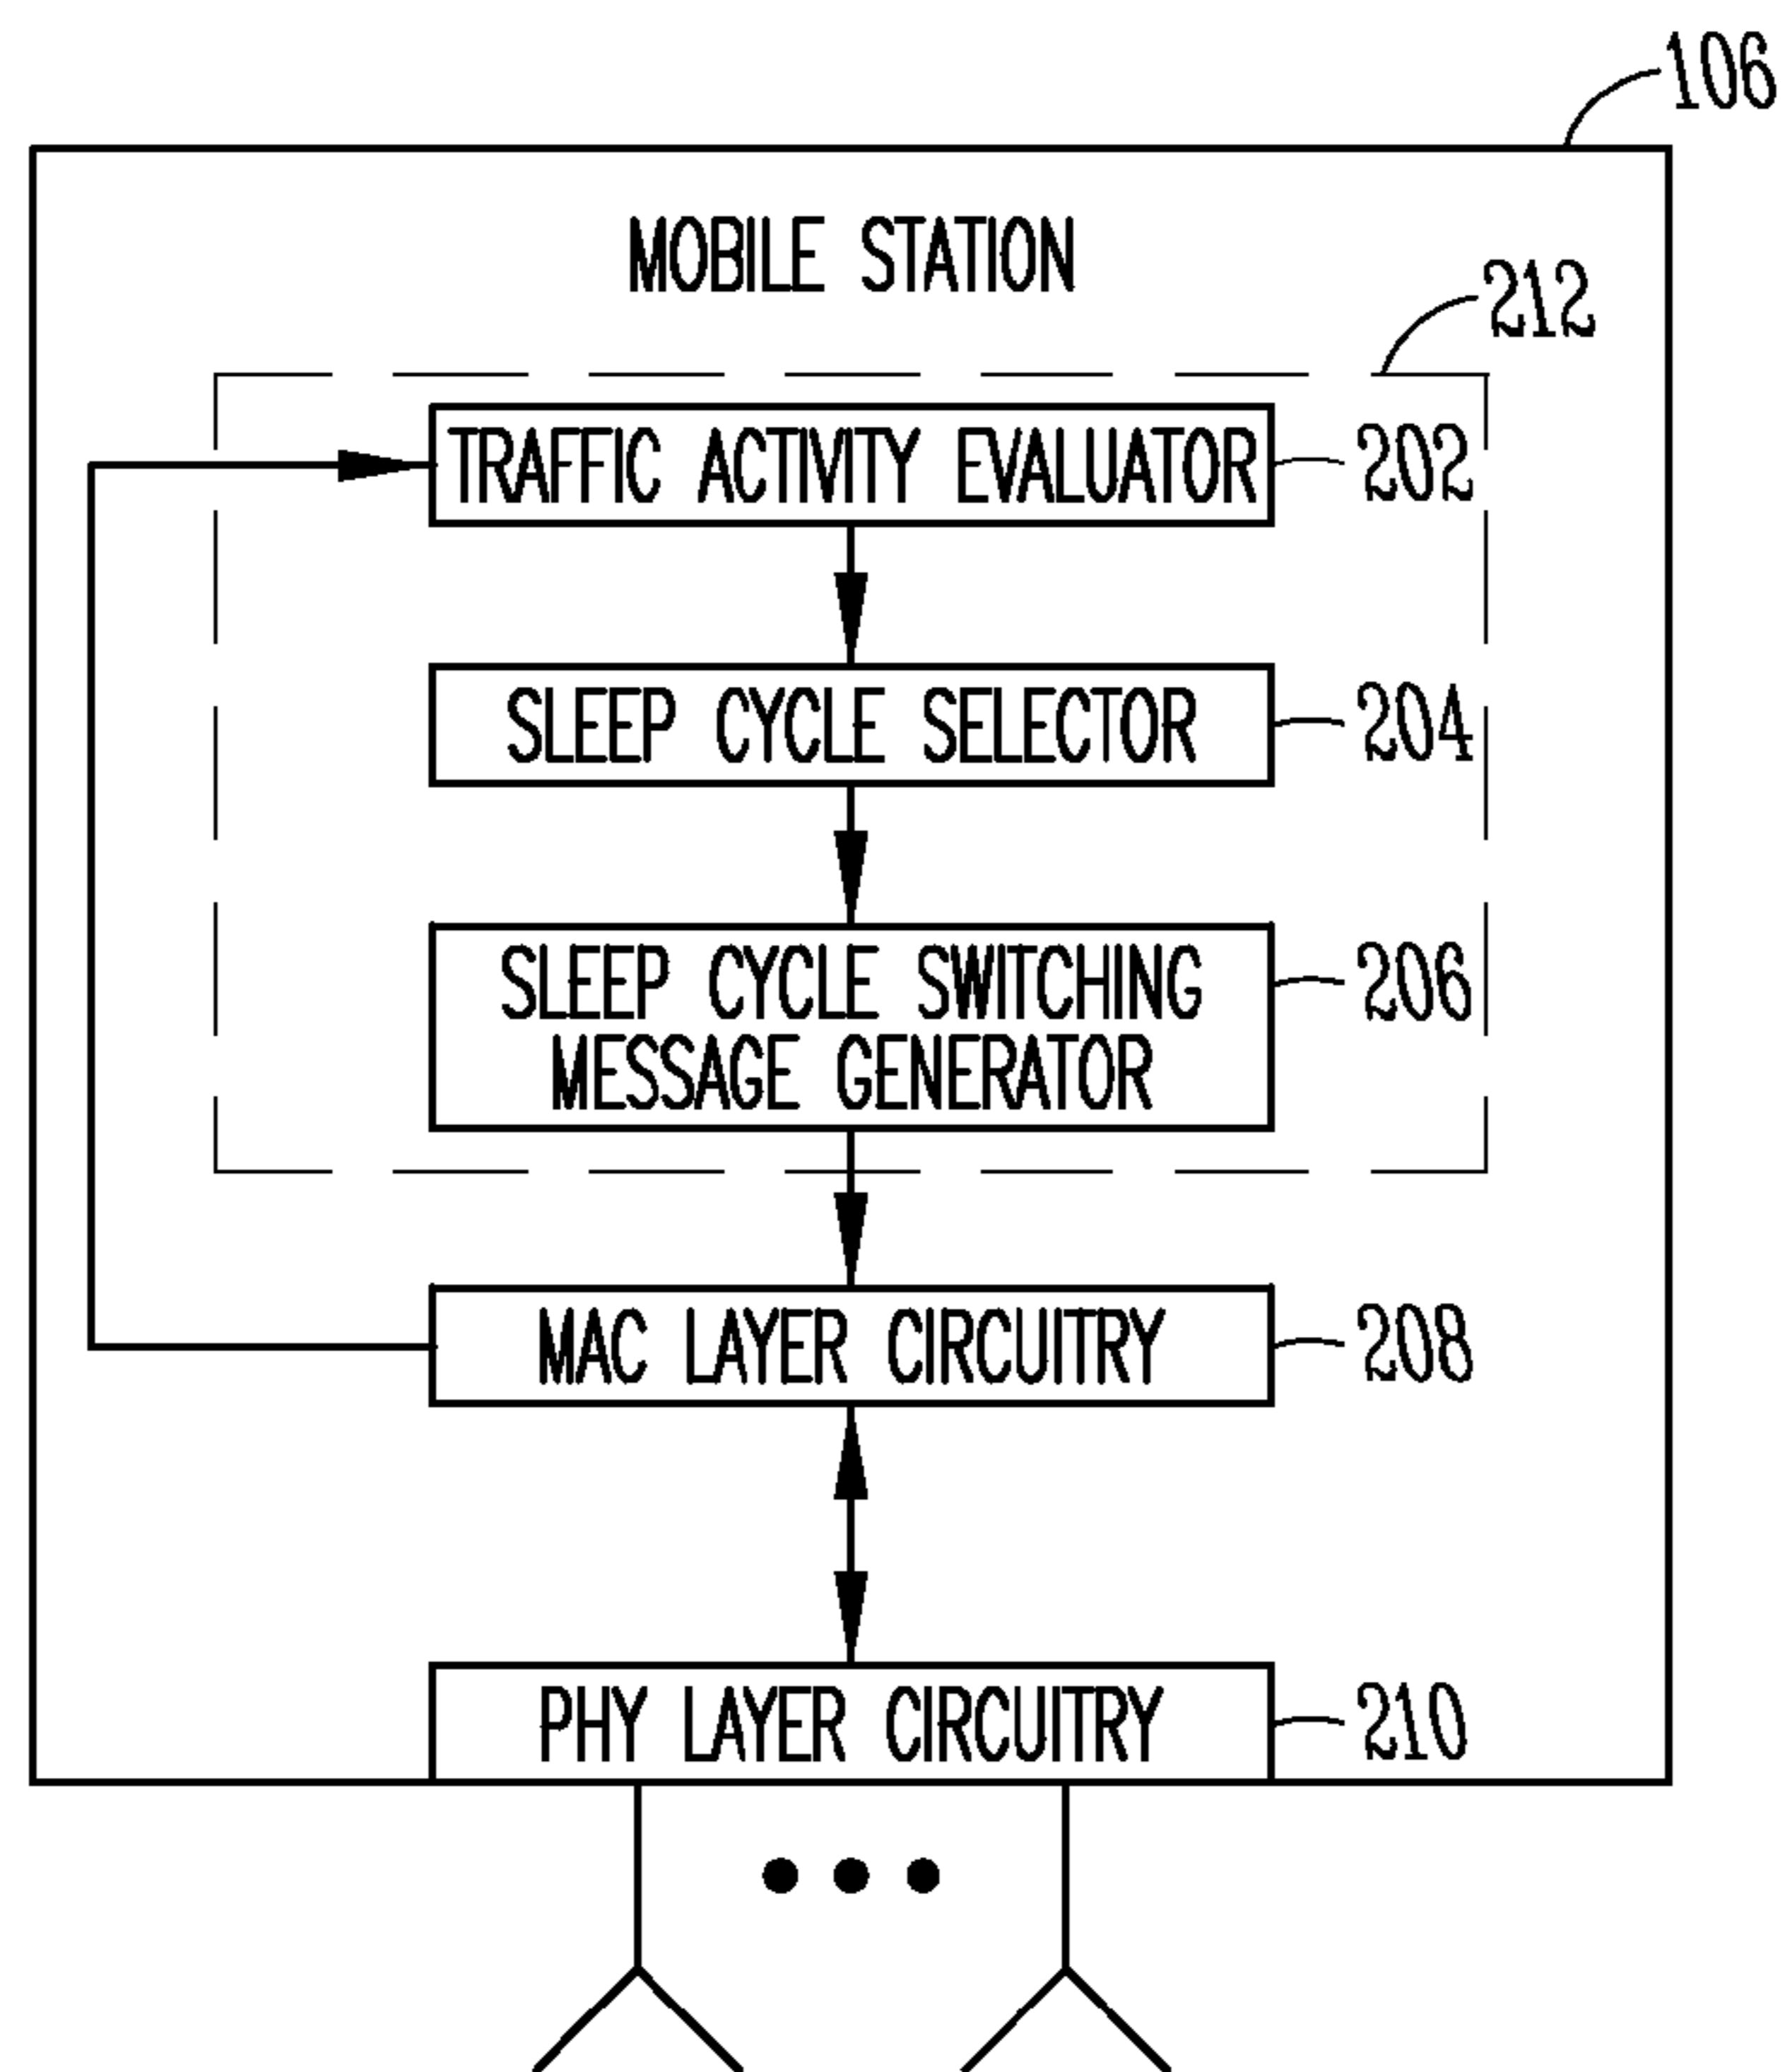 106
MOBILE STATION
212
TRAFFIC ACTIVITY EVALUATOR
202
SLEEP CYCLE SELECTOR
204
SLEEP CYCLE SWITCHING
MESSAGE GENERATOR
206
MAC LAYER CIRCUITRY
208
PHY LAYER CIRCUITRY
210